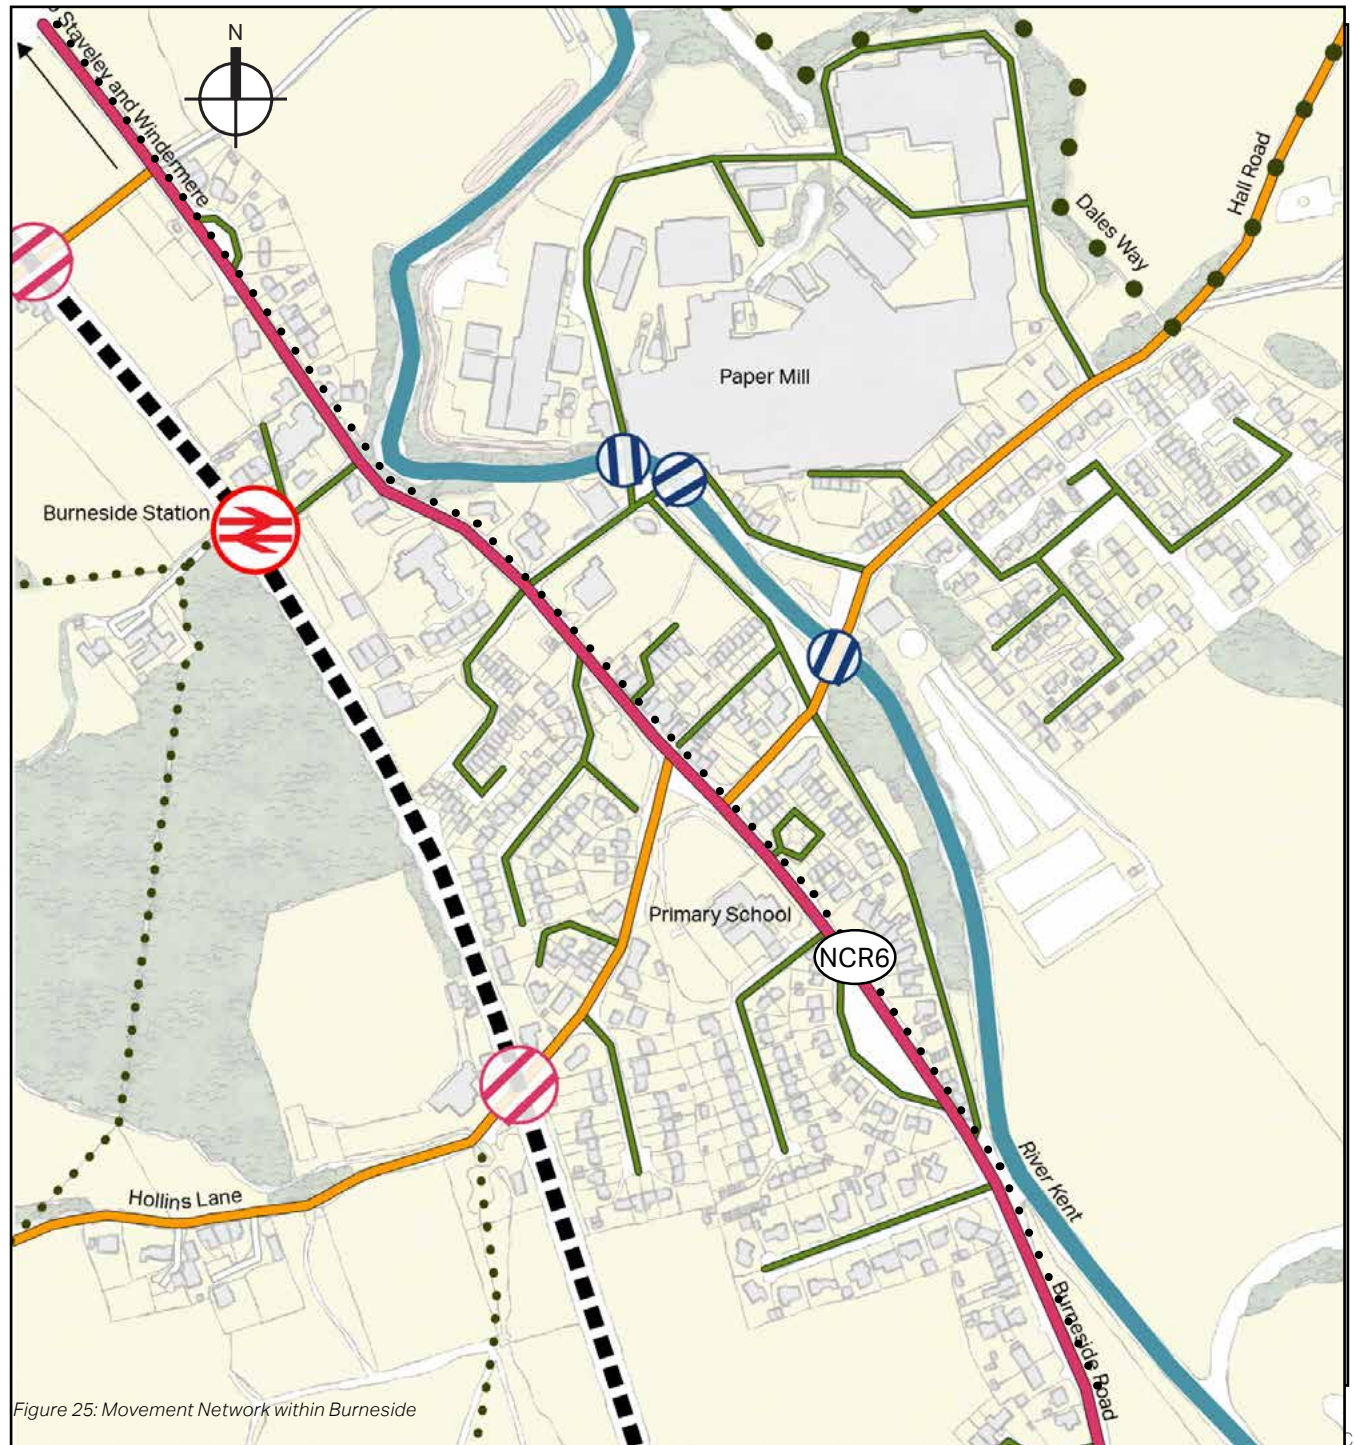 N
Staveley and Windermere
Hall Road
Dales Way
Paper Mill
Burneside Station
Primary School
NCR6
River Kent
Hollins Lane
Burneside Road
Figure 25: Movement Network within Burneside